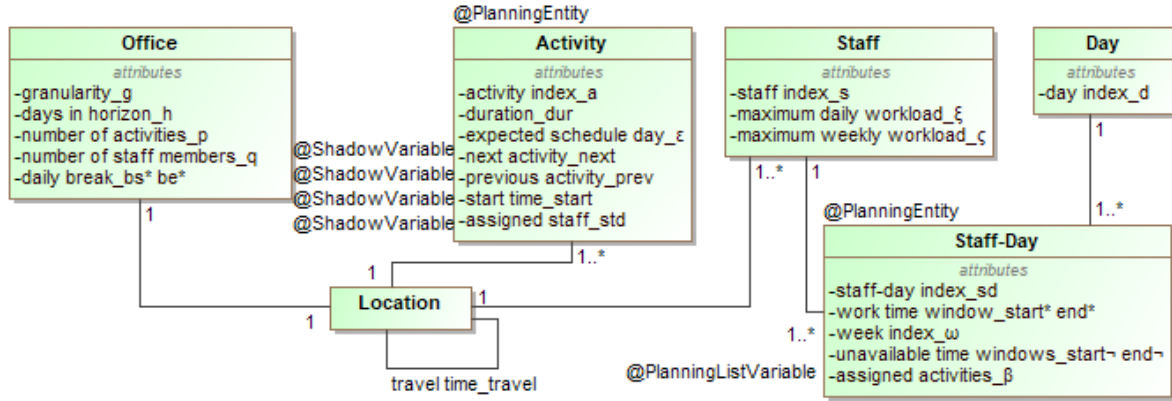 @PlanningEntity
Office
attributes
-granularity_g
-days in horizon_h
-number of activities_p
-number of staff members_q
-daily break_bs* be*
Activity
attributes
-activity index_a
-duration_dur
-expected schedule day_ε
-next activity_next
-previous activity_prev
-start time_start
-assigned staff_std
@ShadowVariable
@ShadowVariable
@ShadowVariable
@ShadowVariable
Staff
attributes
-staff index_s
-maximum daily workload_ξ
-maximum weekly workload_ς
Day
attributes
-day index_d
1
1..*
1
1
1..*
1
1
1
1..*
1..*
Location
travel time_travel
@PlanningEntity
Staff-Day
attributes
-staff-day index_sd
-work time window_start* end*
-week index_ω
-unavailable time windows_start¬ end¬
-assigned activities_β
@PlanningListVariable